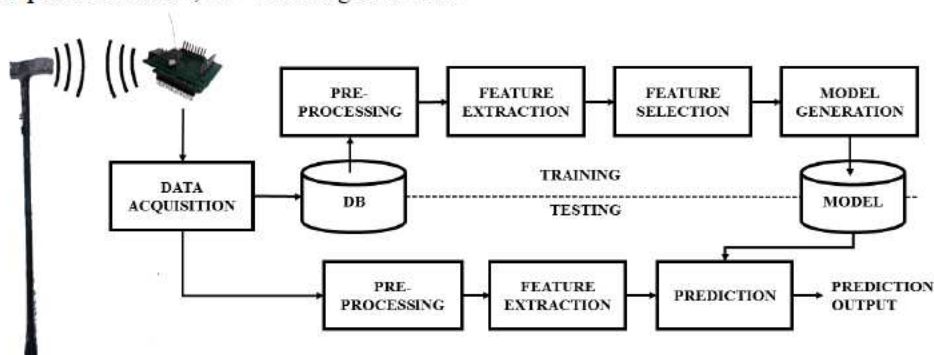 PRE-
PROCESSING
FEATURE
EXTRACTION
FEATURE
SELECTION
MODEL
GENERATION
DATA
ACQUISITION
DB
TRAINING
TESTING
MODEL
PRE-
PROCESSING
FEATURE
EXTRACTION
PREDICTION
PREDICTION
OUTPUT